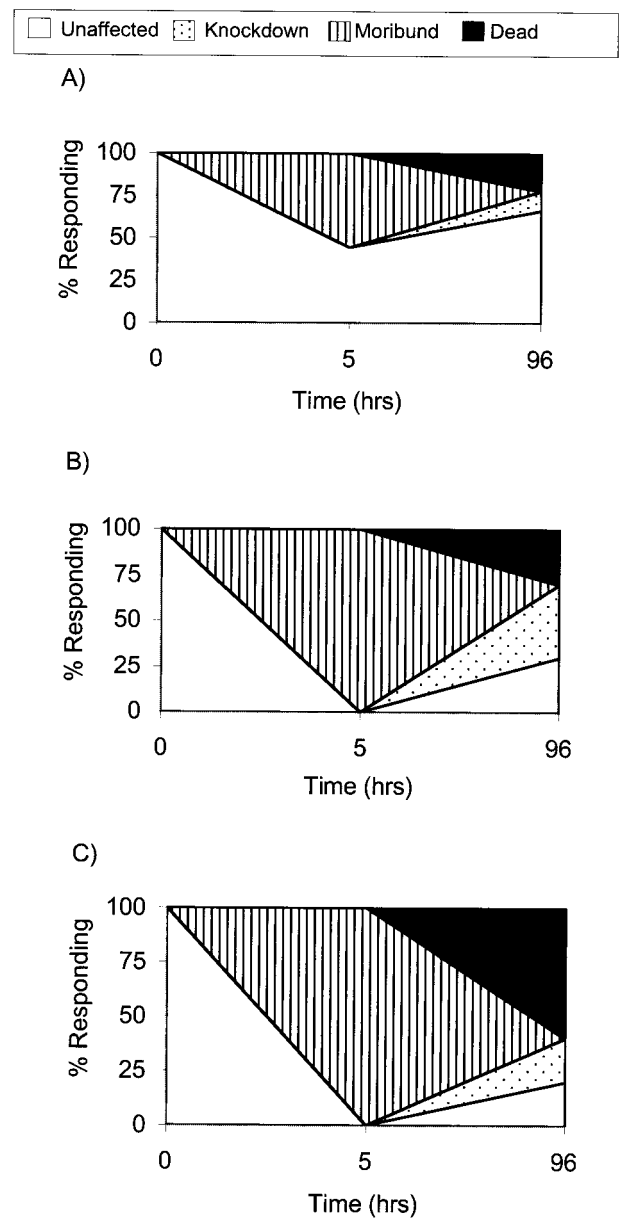 Unaffected Knockdown Moribund Dead
A)
100
75
50
25
0
% Responding
0 5 96
Time (hrs)
B)
100
75
50
25
0
% Responding
0 5 96
Time (hrs)
C)
100
75
50
25
0
% Responding
0 5 96
Time (hrs)